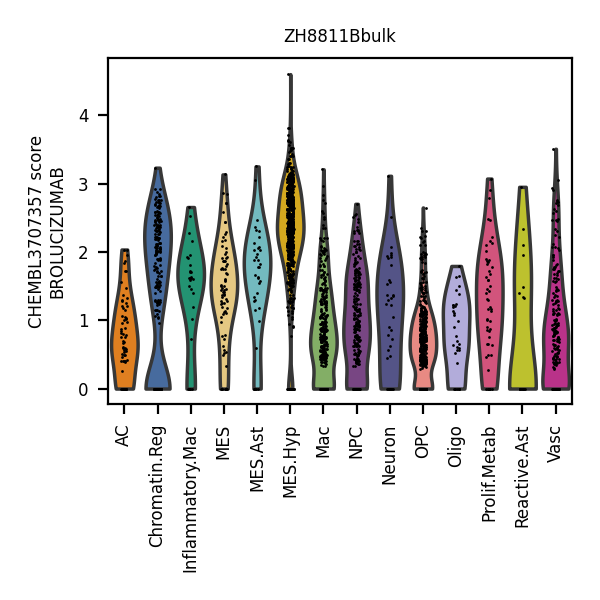 ZH8811Bbulk
CHEMBL3707357 score
BROLUCIZUMAB
4
3
2
1
0
AC
Chromatin.Reg
Inflammatory.Mac
MES
MES.Ast
MES.Hyp
Mac
NPC
Neuron
OPC
Oligo
Prolif.Metab
Reactive.Ast
Vasc